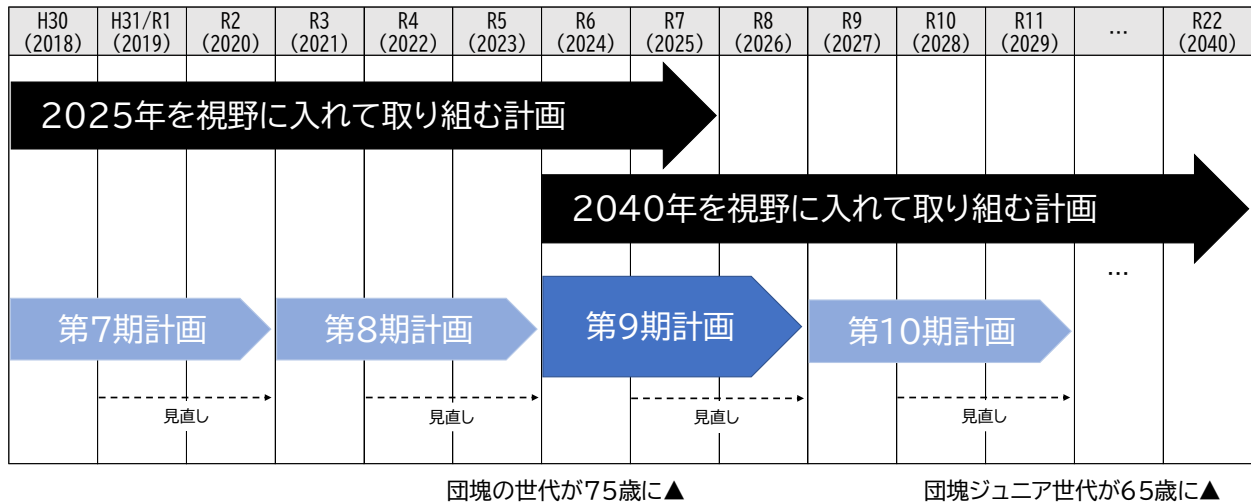 H30 H31/R1 R2 R3 R4 R5 R6 R7 R8 R9 R10 R11 … R22
(2018) (2019) (2020) (2021) (2022) (2023) (2024) (2025) (2026) (2027) (2028) (2029) (2040)
2025年を視野に入れて取り組む計画
2040年を視野に入れて取り組む計画
…
第7期計画 第8期計画 第9期計画 第10期計画
見直し 見直し 見直し 見直し
団塊の世代が75歳に▲ 団塊ジュニア世代が65歳に▲